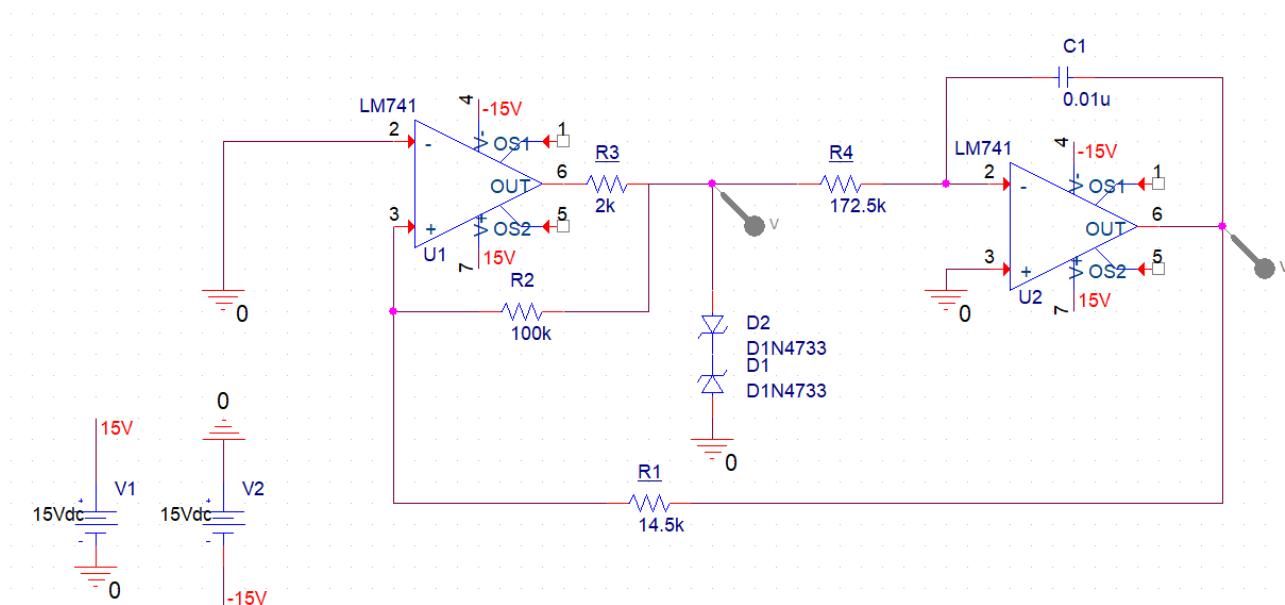 C1
0.01u
LM741
4
-15V
2
-
V-
OS1
1
R3
2k
6
OUT
3
+
V+
OS2
5
U1
7
15V
R4
172.5k
LM741
4
-15V
2
-
V-
OS1
1
6
OUT
3
+
V+
OS2
5
U2
7
15V
V
V
0
0
R2
100k
D2
D1N4733
D1
D1N4733
0
R1
14.5k
0
15V
V1
15Vdc
+
-
0
V2
15Vdc
+
-
-15V